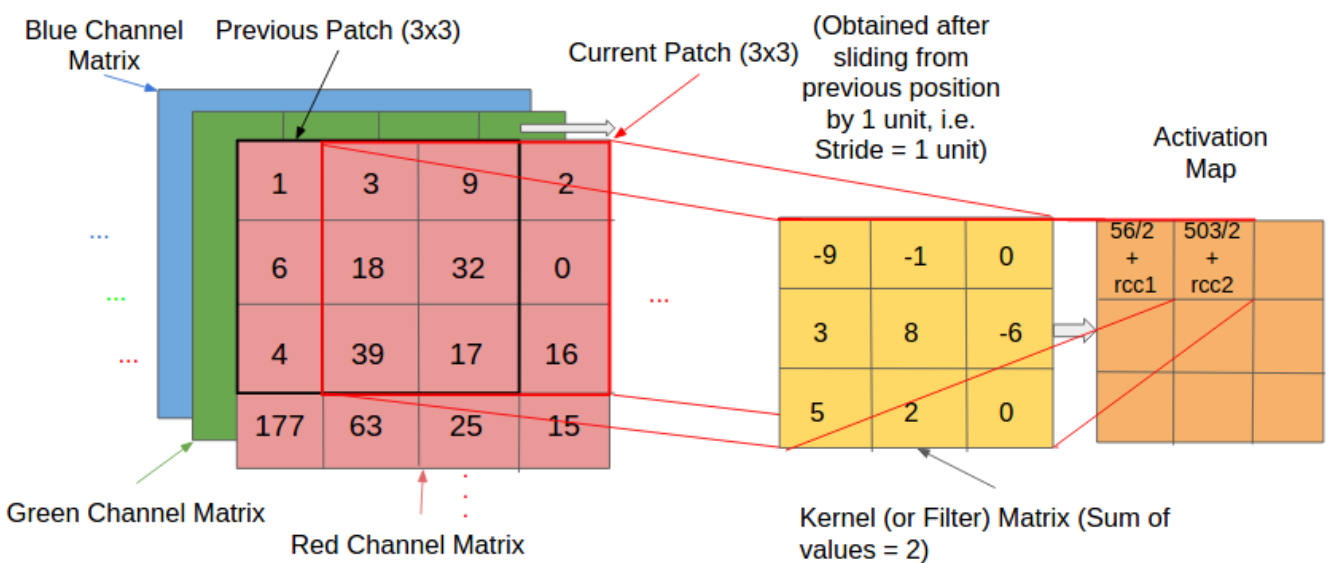 Blue Channel
Matrix
Previous Patch (3x3)
Current Patch (3x3)
(Obtained after
sliding from
previous position
by 1 unit, i.e.
Stride = 1 unit)
Activation
Map
1 3 9 2
6 18 32 0
4 39 17 16
177 63 25 15
...
...
...
...
-9 -1 0
3 8 -6
5 2 0
56/2 503/2
+ +
rcc1 rcc2
Green Channel Matrix
Red Channel Matrix
Kernel (or Filter) Matrix (Sum of
values = 2)